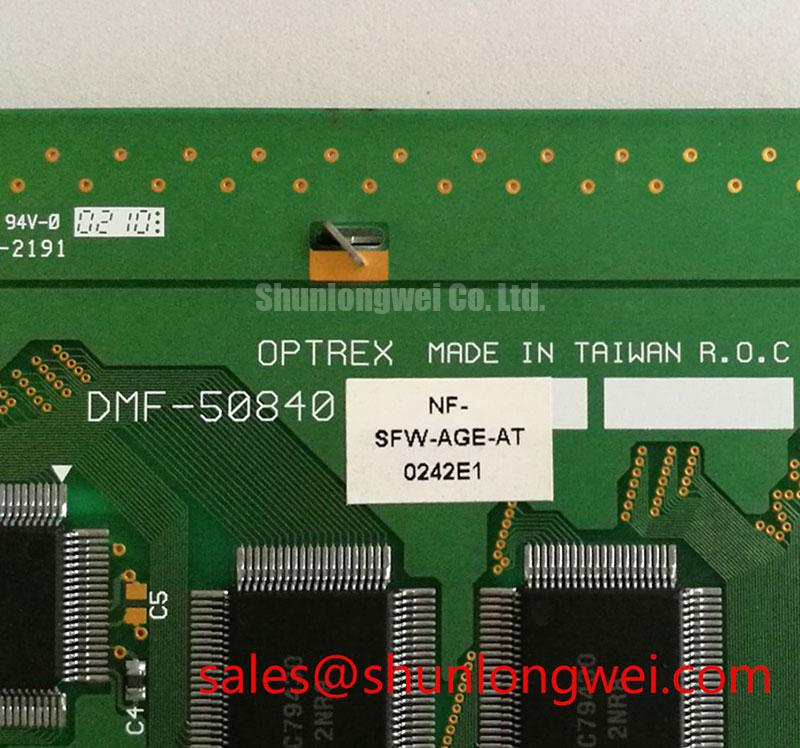 94V-0 0210:
-2191
Shunlongwei Co. Ltd.
OPTREX MADE IN TAIWAN R.O.C
DMF-50840
NF-
SFW-AGE-AT
0242E1
C5
C4
sales@shunlongwei.com